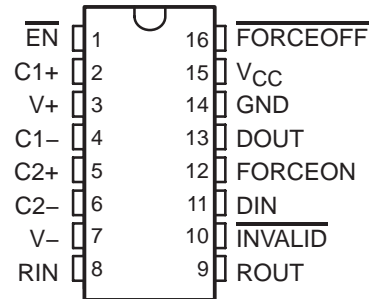 EN 1 16 FORCEOFF
C1+ 2 15 VCC
V+ 3 14 GND
C1− 4 13 DOUT
C2+ 5 12 FORCEON
C2− 6 11 DIN
V− 7 10 INVALID
RIN 8 9 ROUT